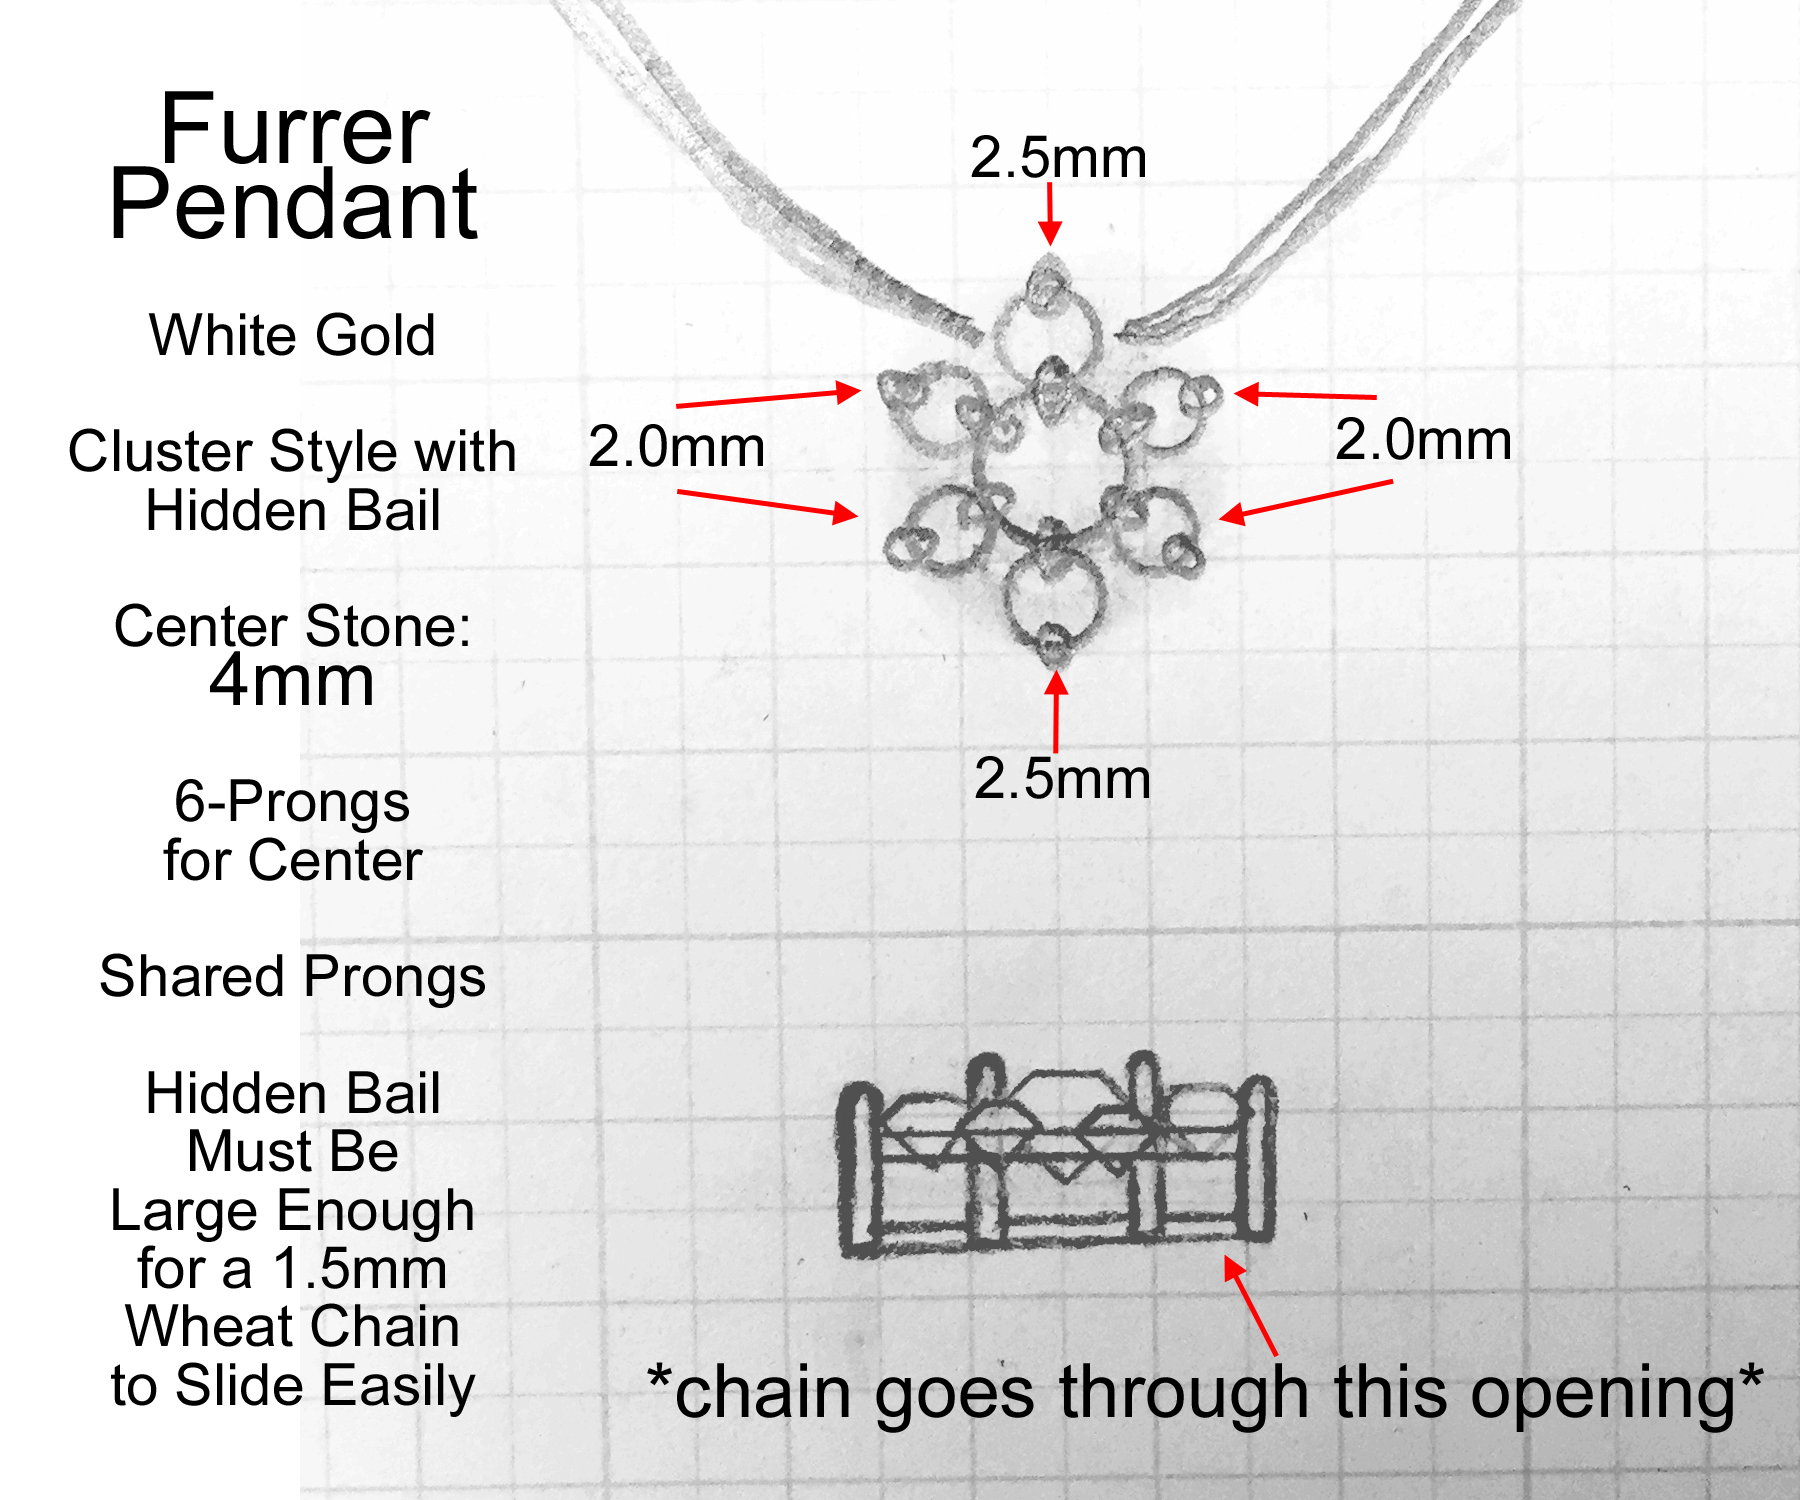 Furrer
Pendant
White Gold
Cluster Style with
Hidden Bail
Center Stone:
4mm
6-Prongs
for Center
Shared Prongs
Hidden Bail
Must Be
Large Enough
for a 1.5mm
Wheat Chain
to Slide Easily
2.5mm
2.0mm
2.0mm
2.5mm
*chain goes through this opening*